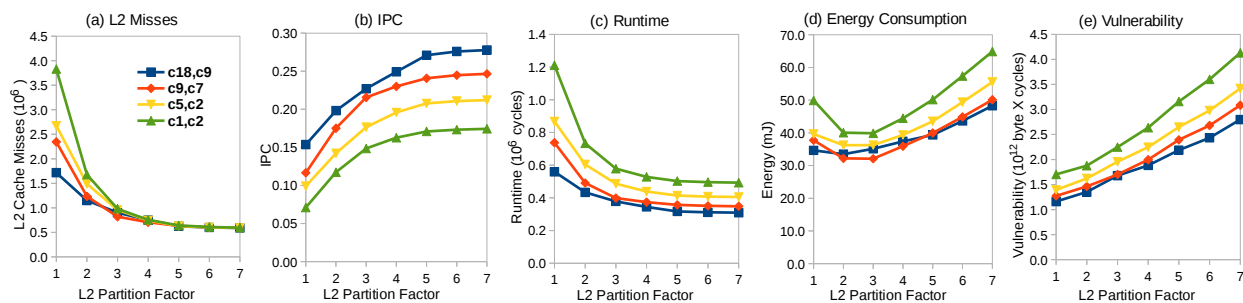 (a) L2 Misses
L2 Cache Misses (10⁶)
4.5
4.0
3.5
3.0
2.5
2.0
1.5
1.0
0.5
0.0
c18,c9
c9,c7
c5,c2
c1,c2
1 2 3 4 5 6 7
L2 Partition Factor
(b) IPC
IPC
0.30
0.25
0.20
0.15
0.10
0.05
0.00
1 2 3 4 5 6 7
L2 Partition Factor
(c) Runtime
Runtime (10⁶ cycles)
1.4
1.2
1.0
0.8
0.6
0.4
0.2
0.0
1 2 3 4 5 6 7
L2 Partition Factor
(d) Energy Consumption
Energy (mJ)
70.0
60.0
50.0
40.0
30.0
20.0
10.0
0.0
1 2 3 4 5 6 7
L2 Partition Factor
(e) Vulnerability
Vulnerability (10¹² byte X cycles)
4.5
4.0
3.5
3.0
2.5
2.0
1.5
1.0
0.5
0.0
1 2 3 4 5 6 7
L2 Partition Factor